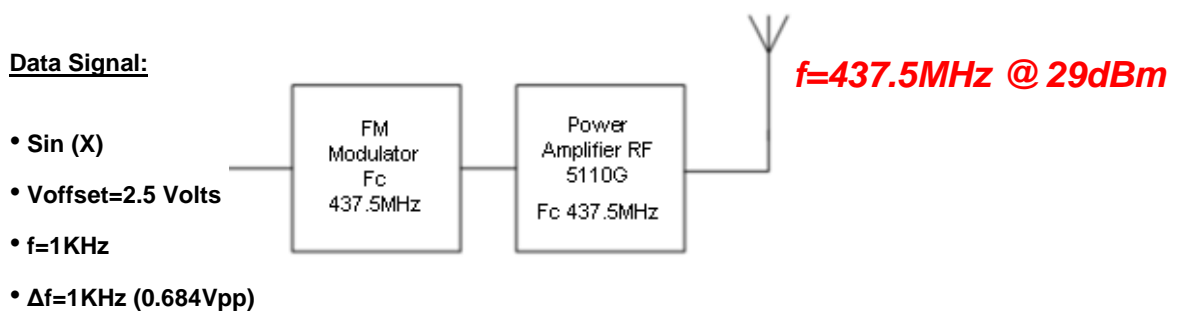 Data Signal:
• Sin (X)
• Voffset=2.5 Volts
• f=1KHz
• Δf=1KHz (0.684Vpp)
FM
Modulator
Fc
437.5MHz
Power
Amplifier RF
5110G
Fc 437.5MHz
f=437.5MHz @ 29dBm